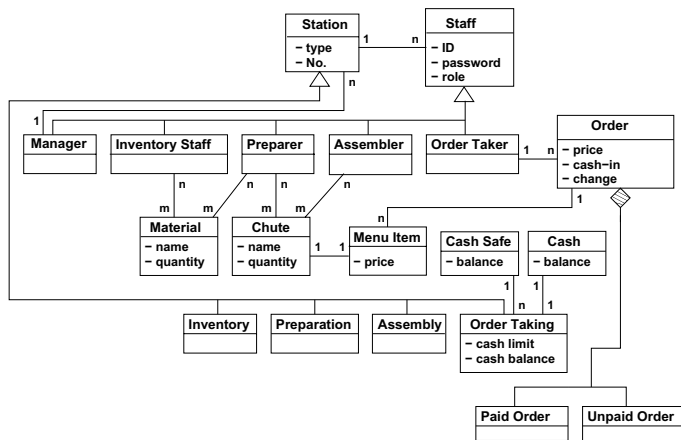 Station
− type
− No.
1
n
Staff
− ID
− password
− role
n
1
Manager
Inventory Staff
Preparer
Assembler
Order Taker
1
n
Order
− price
− cash−in
− change
n
n
n
n
1
m
m
m
m
n
Material
− name
− quantity
Chute
− name
− quantity
1
1
Menu Item
− price
Cash Safe
− balance
Cash
− balance
1
1
n
1
Inventory
Preparation
Assembly
Order Taking
− cash limit
− cash balance
Paid Order
Unpaid Order